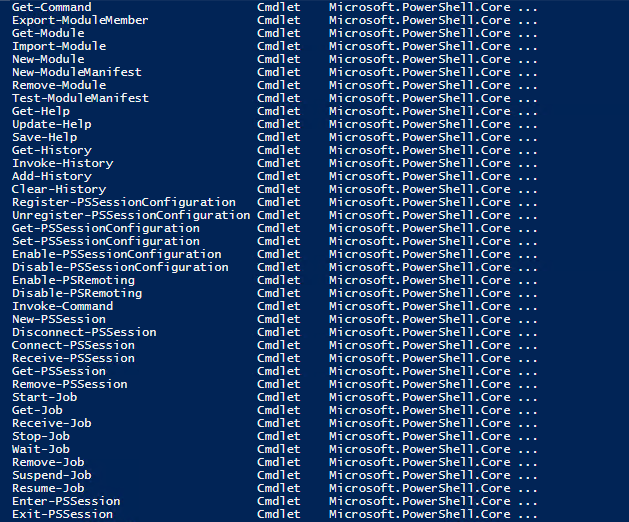 Get-Command Cmdlet Microsoft.PowerShell.Core ...
Export-ModuleMember Cmdlet Microsoft.PowerShell.Core ...
Get-Module Cmdlet Microsoft.PowerShell.Core ...
Import-Module Cmdlet Microsoft.PowerShell.Core ...
New-Module Cmdlet Microsoft.PowerShell.Core ...
New-ModuleManifest Cmdlet Microsoft.PowerShell.Core ...
Remove-Module Cmdlet Microsoft.PowerShell.Core ...
Test-ModuleManifest Cmdlet Microsoft.PowerShell.Core ...
Get-Help Cmdlet Microsoft.PowerShell.Core ...
Update-Help Cmdlet Microsoft.PowerShell.Core ...
Save-Help Cmdlet Microsoft.PowerShell.Core ...
Get-History Cmdlet Microsoft.PowerShell.Core ...
Invoke-History Cmdlet Microsoft.PowerShell.Core ...
Add-History Cmdlet Microsoft.PowerShell.Core ...
Clear-History Cmdlet Microsoft.PowerShell.Core ...
Register-PSSessionConfiguration Cmdlet Microsoft.PowerShell.Core ...
Unregister-PSSessionConfiguration Cmdlet Microsoft.PowerShell.Core ...
Get-PSSessionConfiguration Cmdlet Microsoft.PowerShell.Core ...
Set-PSSessionConfiguration Cmdlet Microsoft.PowerShell.Core ...
Enable-PSSessionConfiguration Cmdlet Microsoft.PowerShell.Core ...
Disable-PSSessionConfiguration Cmdlet Microsoft.PowerShell.Core ...
Enable-PSRemoting Cmdlet Microsoft.PowerShell.Core ...
Disable-PSRemoting Cmdlet Microsoft.PowerShell.Core ...
Invoke-Command Cmdlet Microsoft.PowerShell.Core ...
New-PSSession Cmdlet Microsoft.PowerShell.Core ...
Disconnect-PSSession Cmdlet Microsoft.PowerShell.Core ...
Connect-PSSession Cmdlet Microsoft.PowerShell.Core ...
Receive-PSSession Cmdlet Microsoft.PowerShell.Core ...
Get-PSSession Cmdlet Microsoft.PowerShell.Core ...
Remove-PSSession Cmdlet Microsoft.PowerShell.Core ...
Start-Job Cmdlet Microsoft.PowerShell.Core ...
Get-Job Cmdlet Microsoft.PowerShell.Core ...
Receive-Job Cmdlet Microsoft.PowerShell.Core ...
Stop-Job Cmdlet Microsoft.PowerShell.Core ...
Wait-Job Cmdlet Microsoft.PowerShell.Core ...
Remove-Job Cmdlet Microsoft.PowerShell.Core ...
Suspend-Job Cmdlet Microsoft.PowerShell.Core ...
Resume-Job Cmdlet Microsoft.PowerShell.Core ...
Enter-PSSession Cmdlet Microsoft.PowerShell.Core ...
Exit-PSSession Cmdlet Microsoft.PowerShell.Core ...